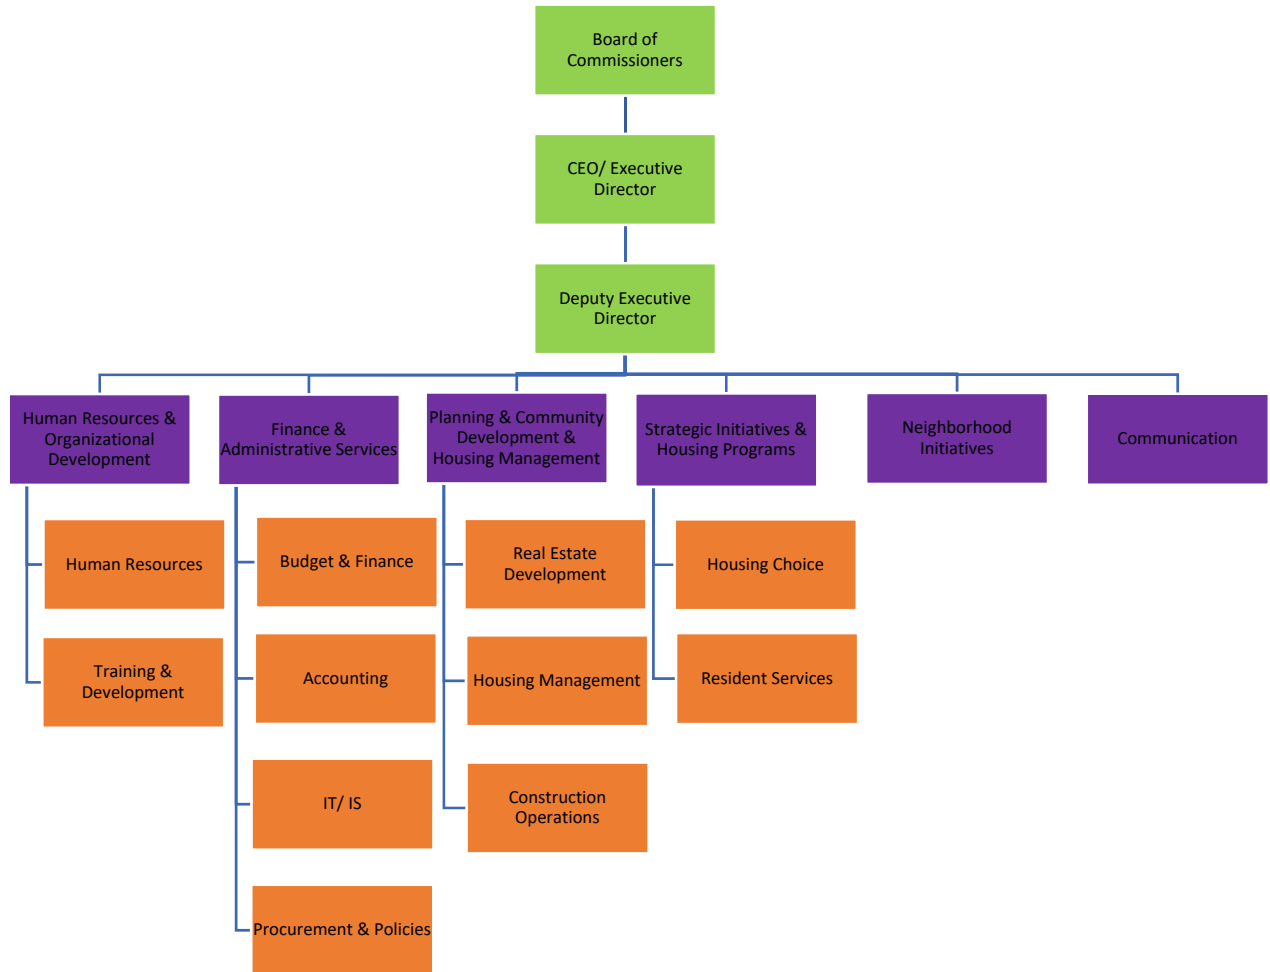 Board of
Commissioners
CEO/ Executive
Director
Deputy Executive
Director
Human Resources &
Organizational
Development
Finance &
Administrative Services
Planning & Community
Development &
Housing Management
Strategic Initiatives &
Housing Programs
Neighborhood
Initiatives
Communication
Human Resources
Training &
Development
Budget & Finance
Accounting
IT/ IS
Procurement & Policies
Real Estate
Development
Housing Management
Construction
Operations
Housing Choice
Resident Services